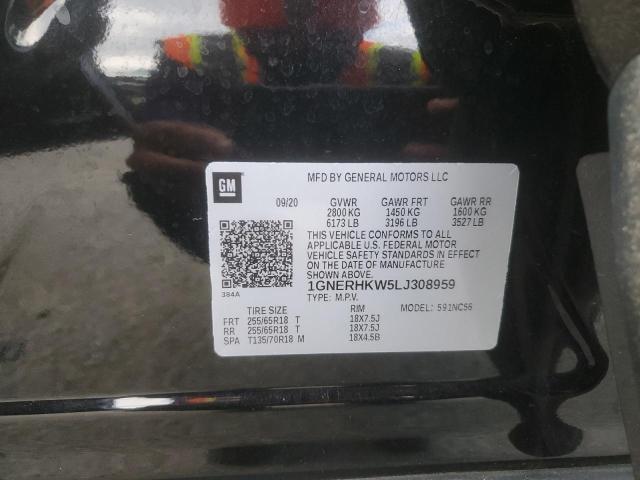 GM
MFD BY GENERAL MOTORS LLC
09/20 GVWR GAWR FRT GAWR RR
2800 KG 1450 KG 1600 KG
6173 LB 3196 LB 3527 LB
THIS VEHICLE CONFORMS TO ALL
APPLICABLE U.S. FEDERAL MOTOR
VEHICLE SAFETY STANDARDS IN EFFECT
ON THE DATE OF MANUFACTURE
SHOWN ABOVE.
384A
1GNERHKW5LJ308959
TYPE: M.P.V. MODEL: 591NC56
TIRE SIZE RIM
FRT 255/65R18 T 18X7.5J
RR 255/65R18 T 18X7.5J
SPA T135/70R18 M 18X4.5B